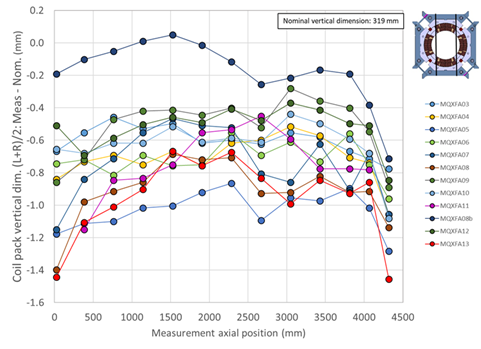 Nominal vertical dimension: 319 mm
Coil pack vertical dim. (L+R)/2: Meas - Nom. (mm)
0.2
0.0
-0.2
-0.4
-0.6
-0.8
-1.0
-1.2
-1.4
-1.6
0 500 1000 1500 2000 2500 3000 3500 4000 4500
Measurement axial position (mm)
MQXFA03
MQXFA04
MQXFA05
MQXFA06
MQXFA07
MQXFA08
MQXFA09
MQXFA10
MQXFA11
MQXFA08b
MQXFA12
MQXFA13